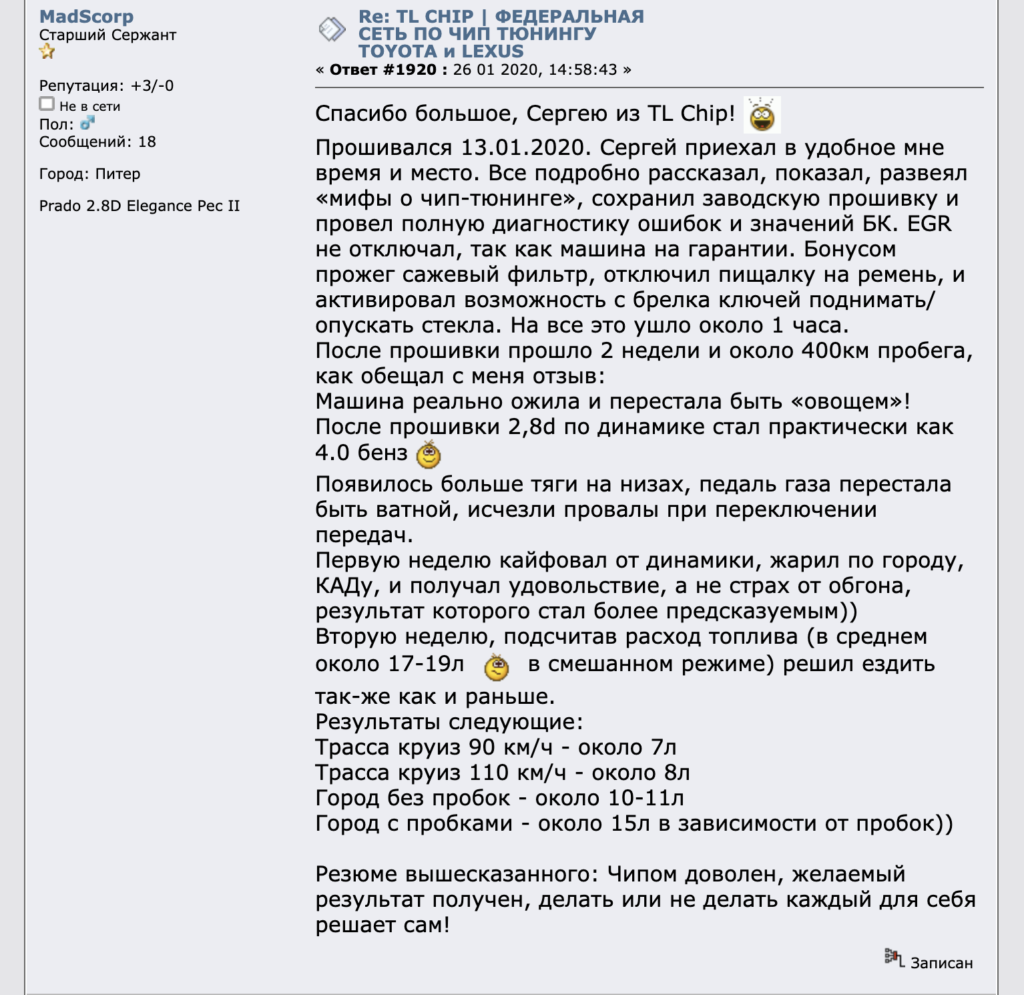 MadScorp
Старший Сержант
Репутация: +3/-0
Не в сети
Пол:
Сообщений: 18
Город: Питер
Prado 2.8D Elegance Рес II
Re: TL CHIP | ФЕДЕРАЛЬНАЯ
СЕТЬ ПО ЧИП ТЮНИНГУ
TOYOTA и LEXUS
« Ответ #1920 : 26 01 2020, 14:58:43 »
Спасибо большое, Сергею из TL Chip!
Прошивался 13.01.2020. Сергей приехал в удобное мне
время и место. Все подробно рассказал, показал, развеял
«мифы о чип-тюнинге», сохранил заводскую прошивку и
провел полную диагностику ошибок и значений БК. EGR
не отключал, так как машина на гарантии. Бонусом
прожег сажевый фильтр, отключил пищалку на ремень, и
активировал возможность с брелка ключей поднимать/
опускать стекла. На все это ушло около 1 часа.
После прошивки прошло 2 недели и около 400км пробега,
как обещал с меня отзыв:
Машина реально ожила и перестала быть «овощем»!
После прошивки 2,8d по динамике стал практически как
4.0 бенз
Появилось больше тяги на низах, педаль газа перестала
быть ватной, исчезли провалы при переключении
передач.
Первую неделю кайфовал от динамики, жарил по городу,
КАДу, и получал удовольствие, а не страх от обгона,
результат которого стал более предсказуемым))
Вторую неделю, подсчитав расход топлива (в среднем
около 17-19л в смешанном режиме) решил ездить
так-же как и раньше.
Результаты следующие:
Трасса круиз 90 км/ч - около 7л
Трасса круиз 110 км/ч - около 8л
Город без пробок - около 10-11л
Город с пробками - около 15л в зависимости от пробок))
Резюме вышесказанного: Чипом доволен, желаемый
результат получен, делать или не делать каждый для себя
решает сам!
Записан